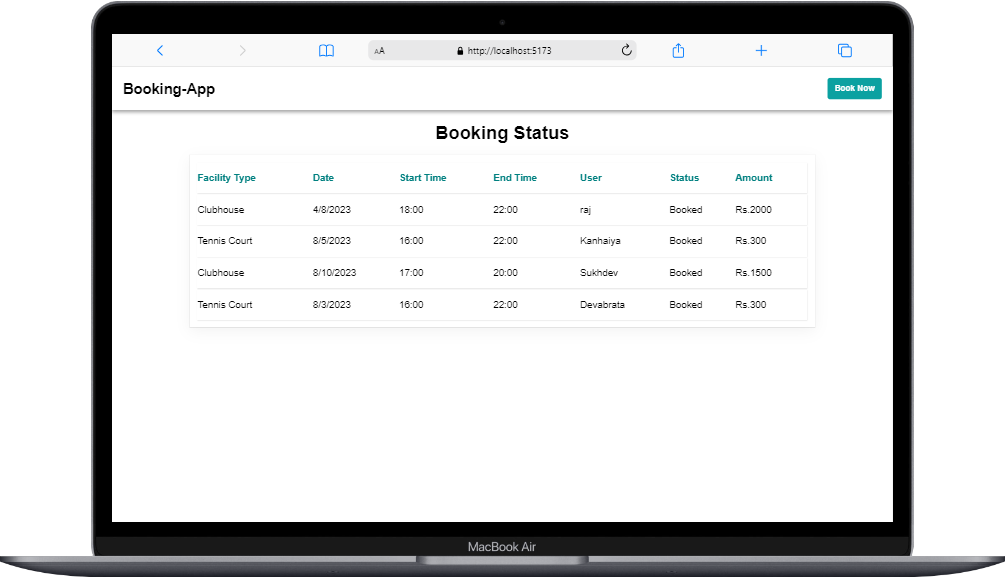 AA http://localhost:5173
Booking-App Book Now
Booking Status
Facility Type Date Start Time End Time User Status Amount
Clubhouse 4/8/2023 18:00 22:00 raj Booked Rs.2000
Tennis Court 8/5/2023 16:00 22:00 Kanhaiya Booked Rs.300
Clubhouse 8/10/2023 17:00 20:00 Sukhdev Booked Rs.1500
Tennis Court 8/3/2023 16:00 22:00 Devabrata Booked Rs.300
MacBook Air